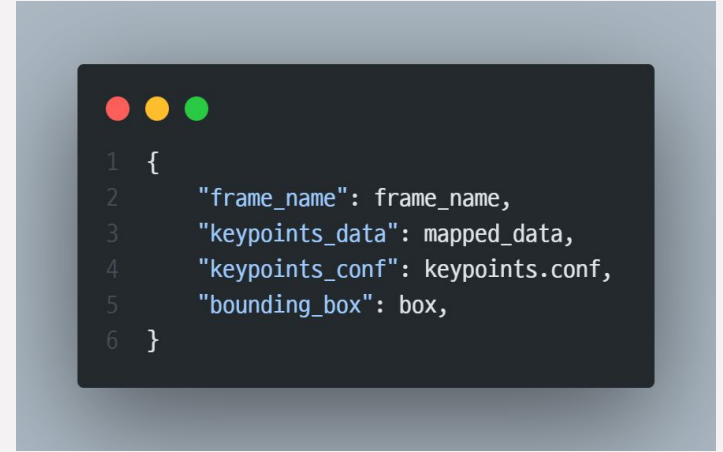 1 {
2     "frame_name": frame_name,
3     "keypoints_data": mapped_data,
4     "keypoints_conf": keypoints.conf,
5     "bounding_box": box,
6 }